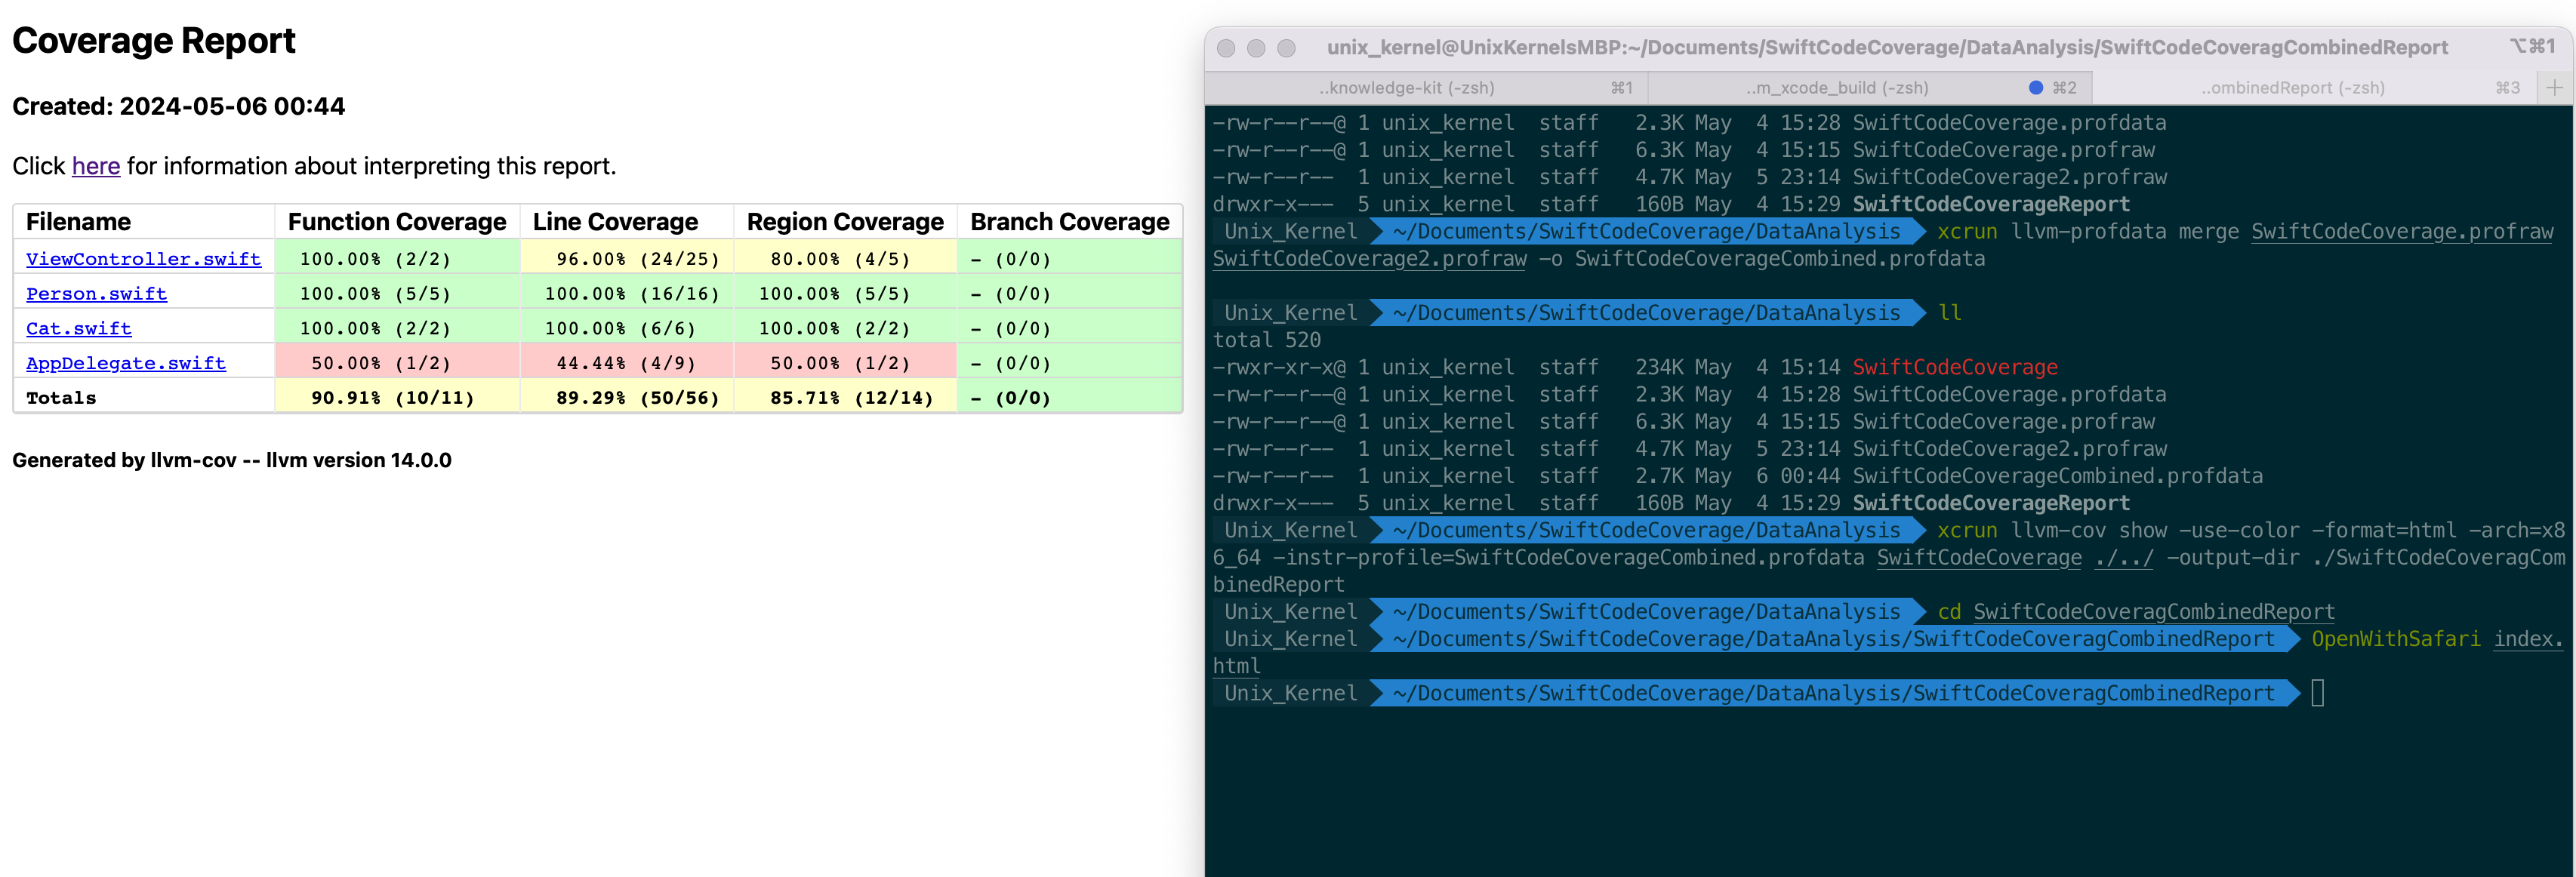 Coverage Report
Created: 2024-05-06 00:44
Click here for information about interpreting this report.
Filename Function Coverage Line Coverage Region Coverage Branch Coverage
ViewController.swift 100.00% (2/2) 96.00% (24/25) 80.00% (4/5) - (0/0)
Person.swift 100.00% (5/5) 100.00% (16/16) 100.00% (5/5) - (0/0)
Cat.swift 100.00% (2/2) 100.00% (6/6) 100.00% (2/2) - (0/0)
AppDelegate.swift 50.00% (1/2) 44.44% (4/9) 50.00% (1/2) - (0/0)
Totals 90.91% (10/11) 89.29% (50/56) 85.71% (12/14) - (0/0)
Generated by llvm-cov -- llvm version 14.0.0
unix_kernel@UnixKernelsMBP:~/Documents/SwiftCodeCoverage/DataAnalysis/SwiftCodeCoveragCombinedReport ⌥⌘1
..knowledge-kit (-zsh) ⌘1 ..m_xcode_build (-zsh) ⌘2 ..ombinedReport (-zsh) ⌘3 +
-rw-r--r--@ 1 unix_kernel staff 2.3K May 4 15:28 SwiftCodeCoverage.profdata
-rw-r--r--@ 1 unix_kernel staff 6.3K May 4 15:15 SwiftCodeCoverage.profraw
-rw-r--r-- 1 unix_kernel staff 4.7K May 5 23:14 SwiftCodeCoverage2.profraw
drwxr-x--- 5 unix_kernel staff 160B May 4 15:29 SwiftCodeCoverageReport
Unix_Kernel ~/Documents/SwiftCodeCoverage/DataAnalysis xcrun llvm-profdata merge SwiftCodeCoverage.profraw
SwiftCodeCoverage2.profraw -o SwiftCodeCoverageCombined.profdata
Unix_Kernel ~/Documents/SwiftCodeCoverage/DataAnalysis ll
total 520
-rwxr-xr-x@ 1 unix_kernel staff 234K May 4 15:14 SwiftCodeCoverage
-rw-r--r--@ 1 unix_kernel staff 2.3K May 4 15:28 SwiftCodeCoverage.profdata
-rw-r--r--@ 1 unix_kernel staff 6.3K May 4 15:15 SwiftCodeCoverage.profraw
-rw-r--r-- 1 unix_kernel staff 4.7K May 5 23:14 SwiftCodeCoverage2.profraw
-rw-r--r-- 1 unix_kernel staff 2.7K May 6 00:44 SwiftCodeCoverageCombined.profdata
drwxr-x--- 5 unix_kernel staff 160B May 4 15:29 SwiftCodeCoverageReport
Unix_Kernel ~/Documents/SwiftCodeCoverage/DataAnalysis xcrun llvm-cov show -use-color -format=html -arch=x8
6_64 -instr-profile=SwiftCodeCoverageCombined.profdata SwiftCodeCoverage ./../ -output-dir ./SwiftCodeCoveragCom
binedReport
Unix_Kernel ~/Documents/SwiftCodeCoverage/DataAnalysis cd SwiftCodeCoveragCombinedReport
Unix_Kernel ~/Documents/SwiftCodeCoverage/DataAnalysis/SwiftCodeCoveragCombinedReport OpenWithSafari index.
html
Unix_Kernel ~/Documents/SwiftCodeCoverage/DataAnalysis/SwiftCodeCoveragCombinedReport